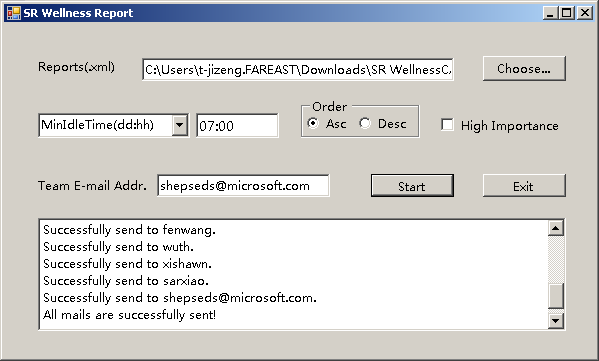 SR Wellness Report
Reports(.xml)
C:\Users\t-jizeng.FAREAST\Downloads\SR WellnessC
Choose...
MinIdleTime(dd:hh)
07:00
Order
Asc
Desc
High Importance
Team E-mail Addr.
shepseds@microsoft.com
Start
Exit
Successfully send to fenwang.
Successfully send to wuth.
Successfully send to xishawn.
Successfully send to sarxiao.
Successfully send to shepseds@microsoft.com.
All mails are successfully sent!